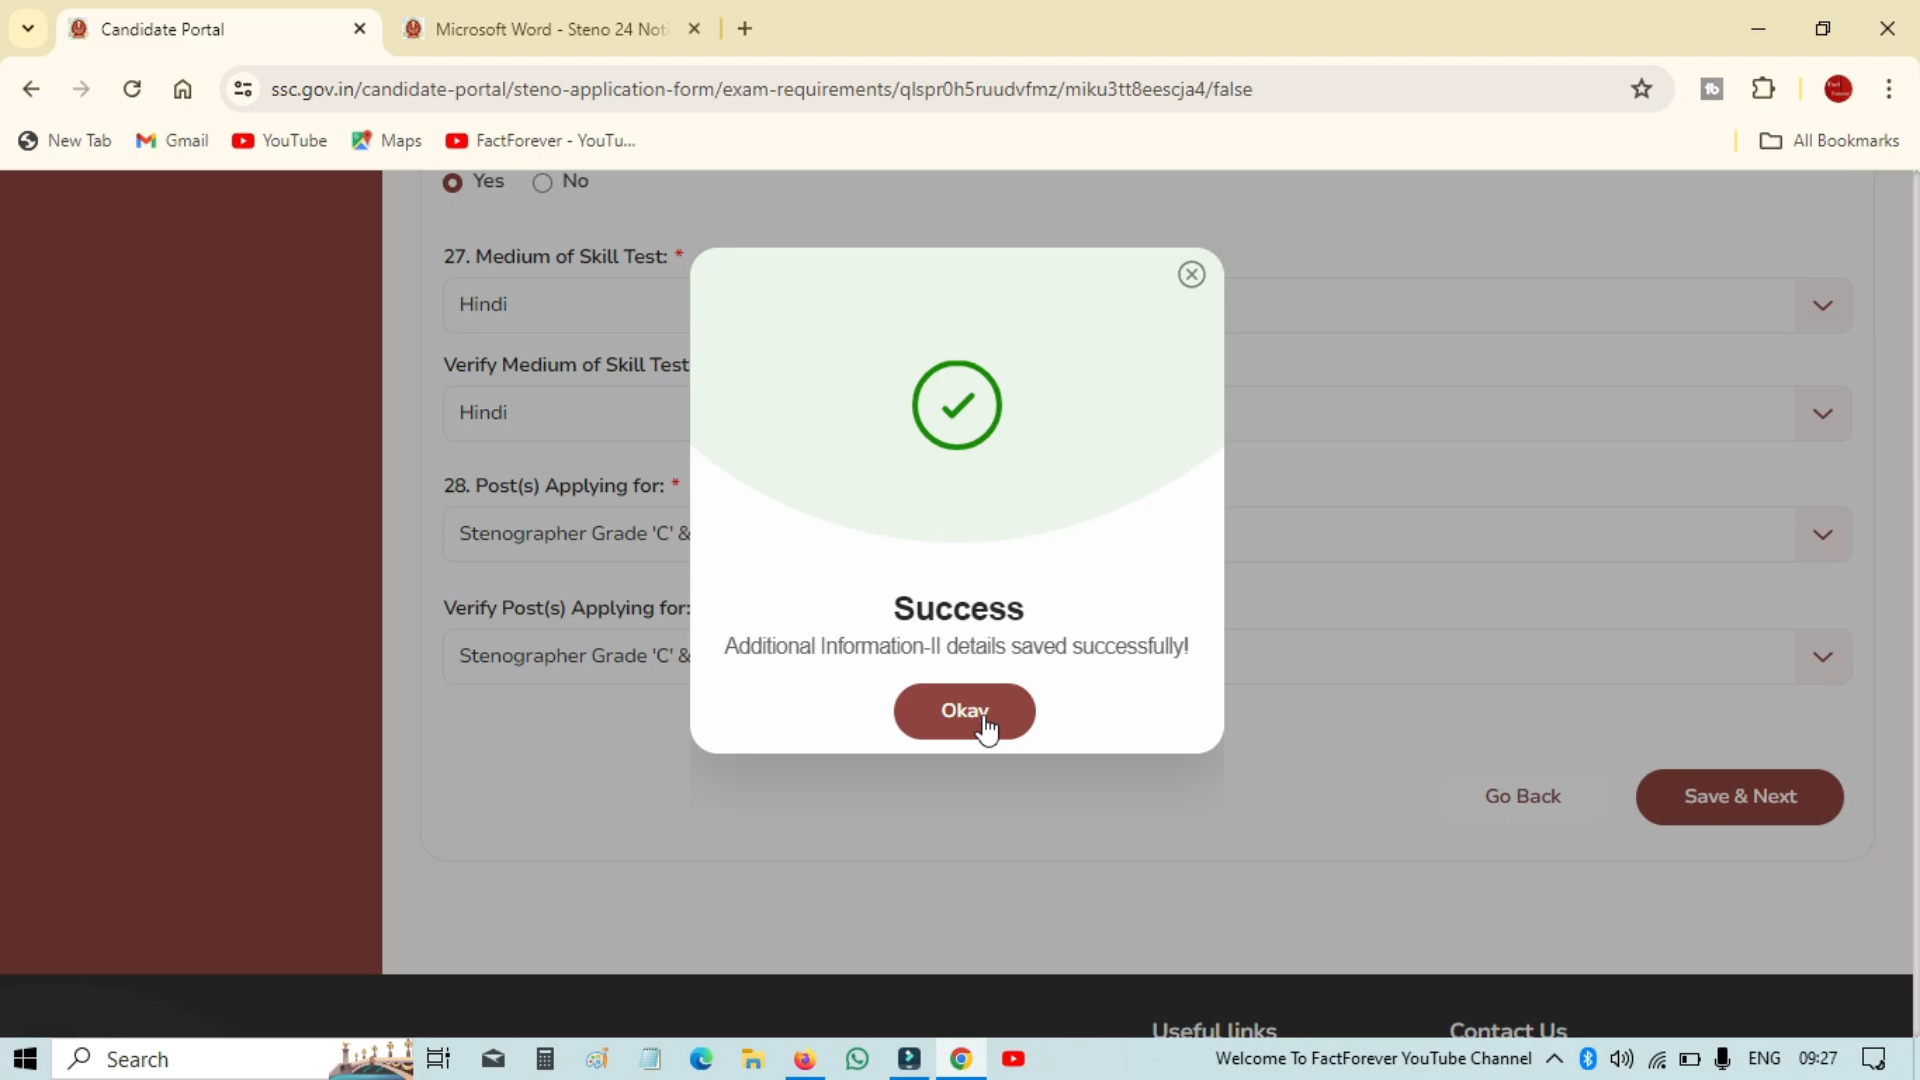 Candidate Portal
Microsoft Word - Steno 24 Noti
ssc.gov.in/candidate-portal/steno-application-form/exam-requirements/qlspr0h5ruudvfmz/miku3tt8eescja4/false
New Tab
Gmail
YouTube
Maps
FactForever - YouTu...
All Bookmarks
Yes
No
27. Medium of Skill Test: *
Hindi
Verify Medium of Skill Test
Hindi
28. Post(s) Applying for: *
Stenographer Grade 'C' &
Verify Post(s) Applying for:
Stenographer Grade 'C' &
Success
Additional Information-II details saved successfully!
Okay
Go Back
Save & Next
Useful links
Contact Us
Search
Welcome To FactForever YouTube Channel
ENG
09:27